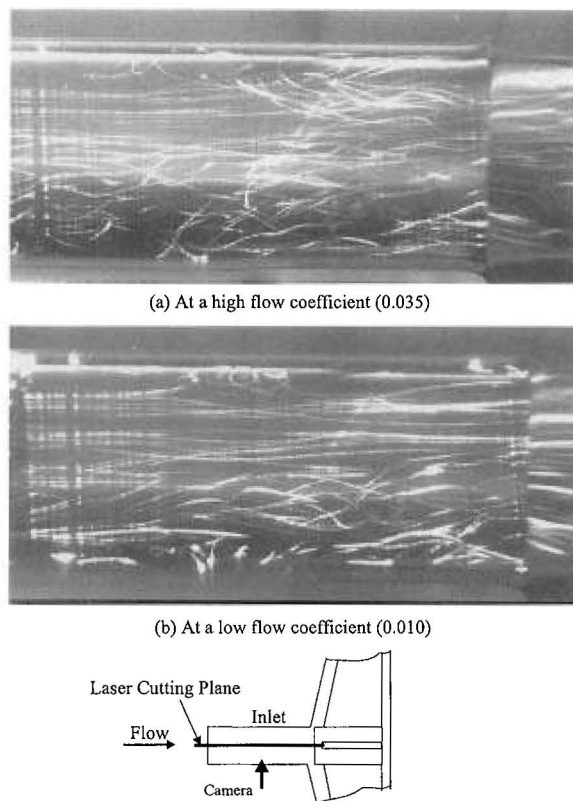 (a) At a high flow coefficient (0.035)
(b) At a low flow coefficient (0.010)
Laser Cutting Plane
Inlet
Flow
Camera